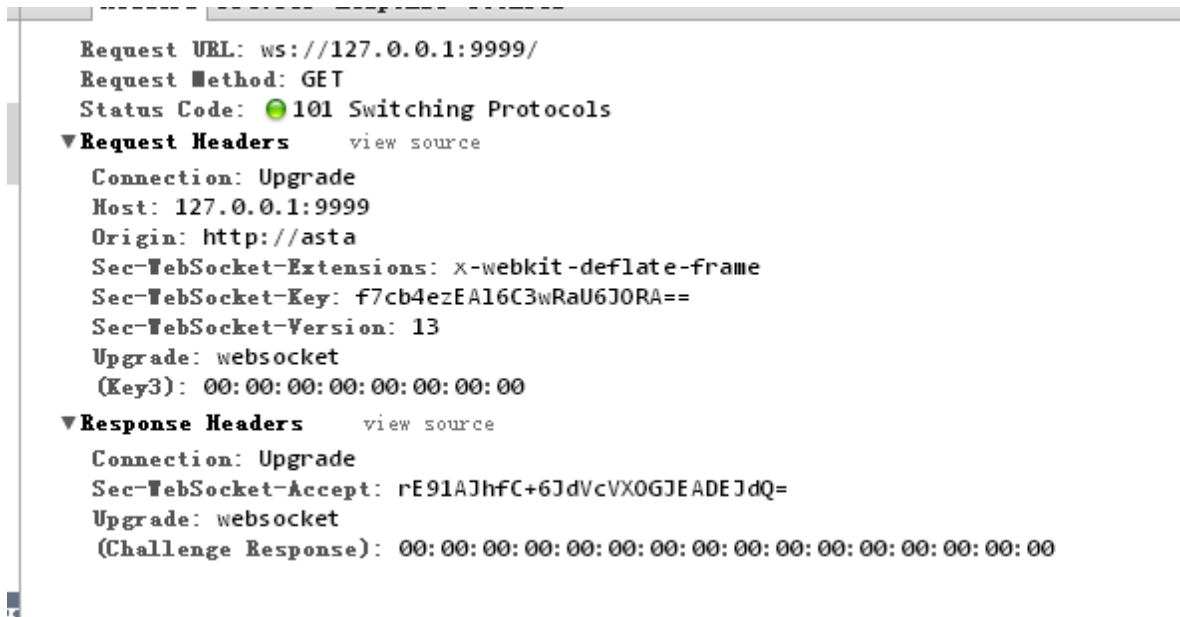 Request URL: ws://127.0.0.1:9999/
Request Method: GET
Status Code: 101 Switching Protocols
▼Request Headers view source
Connection: Upgrade
Host: 127.0.0.1:9999
Origin: http://asta
Sec-WebSocket-Extensions: x-webkit-deflate-frame
Sec-WebSocket-Key: f7cb4ezEAl6C3wRaU6JORA==
Sec-WebSocket-Version: 13
Upgrade: websocket
(Key3): 00:00:00:00:00:00:00:00
▼Response Headers view source
Connection: Upgrade
Sec-WebSocket-Accept: rE91AJhfC+6JdVcVXOGJEADEJdQ=
Upgrade: websocket
(Challenge Response): 00:00:00:00:00:00:00:00:00:00:00:00:00:00:00:00